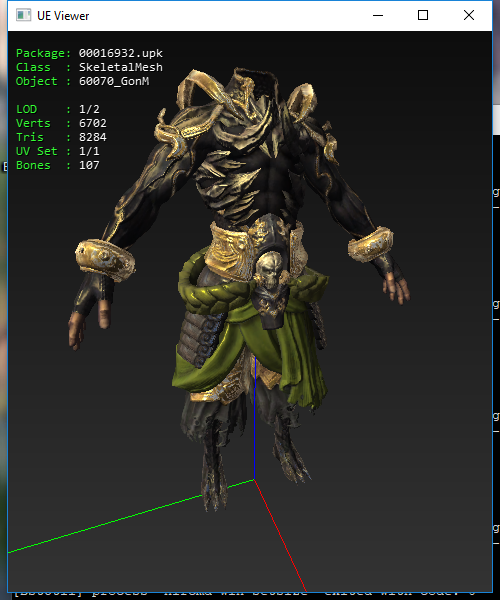 UE Viewer
Package: 00016932.upk
Class : SkeletalMesh
Object : 60070_GonM
LOD : 1/2
Verts : 6702
Tris : 8284
UV Set : 1/1
Bones : 107